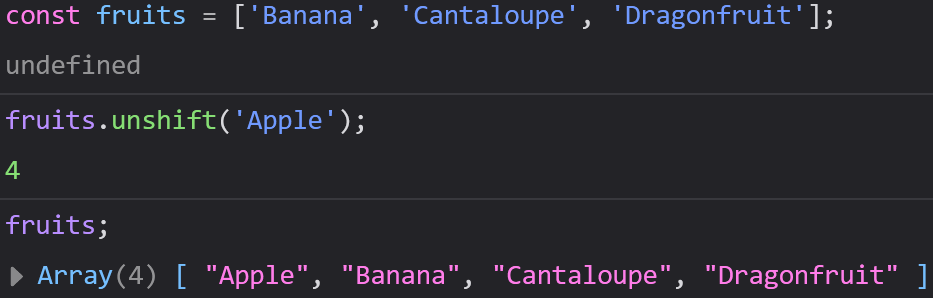 const fruits = ['Banana', 'Cantaloupe', 'Dragonfruit'];
undefined
fruits.unshift('Apple');
4
fruits;
▶ Array(4) [ "Apple", "Banana", "Cantaloupe", "Dragonfruit" ]